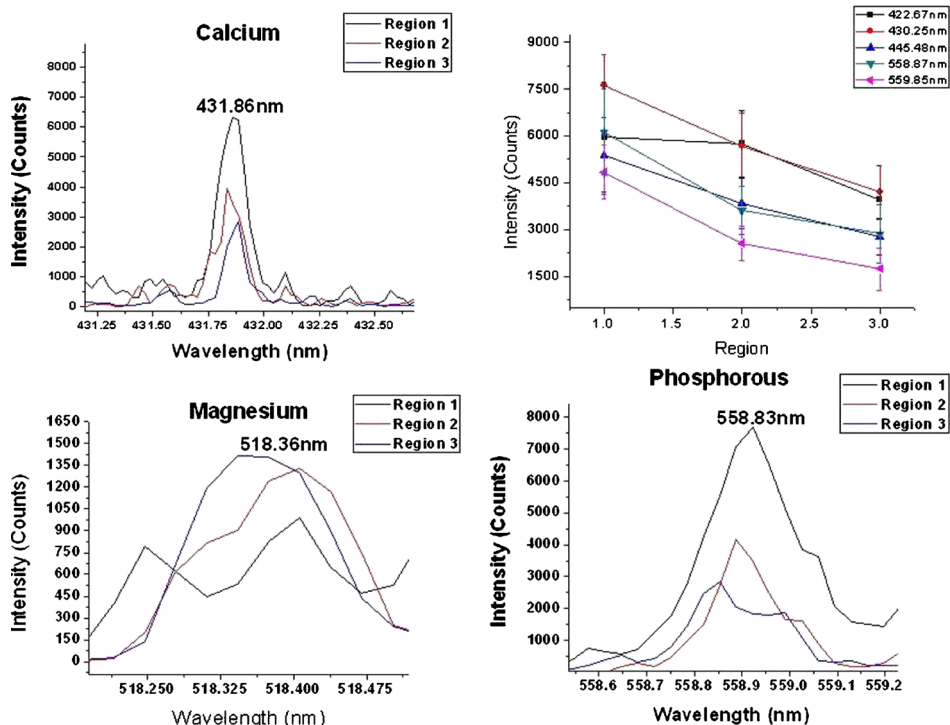 Calcium
Region 1
Region 2
Region 3
431.86nm
Intensity (Counts)
8000
7000
6000
5000
4000
3000
2000
1000
0
431.25 431.50 431.75 432.00 432.25 432.50
Wavelength (nm)
422.67nm
430.25nm
445.48nm
558.87nm
559.85nm
Intensity (Counts)
9000
7500
6000
4500
3000
1500
1.0 1.5 2.0 2.5 3.0
Region
Magnesium
Region 1
Region 2
Region 3
518.36nm
Intensity (Counts)
1650
1500
1350
1200
1050
900
750
600
450
300
150
0
518.250 518.325 518.400 518.475
Wavelength (nm)
Phosphorous
Region 1
Region 2
Region 3
558.83nm
Intensity (Counts)
8000
7000
6000
5000
4000
3000
2000
1000
558.6 558.7 558.8 558.9 559.0 559.1 559.2
Wavelength (nm)